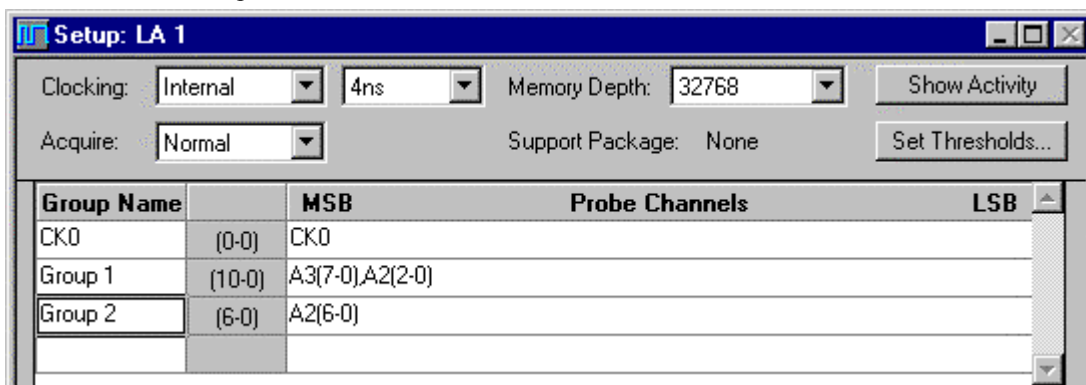 Setup: LA 1
Clocking: Internal 4ns Memory Depth: 32768 Show Activity
Acquire: Normal Support Package: None Set Thresholds...
Group Name MSB Probe Channels LSB
CK0 (0-0) CK0
Group 1 (10-0) A3(7-0),A2(2-0)
Group 2 (6-0) A2(6-0)